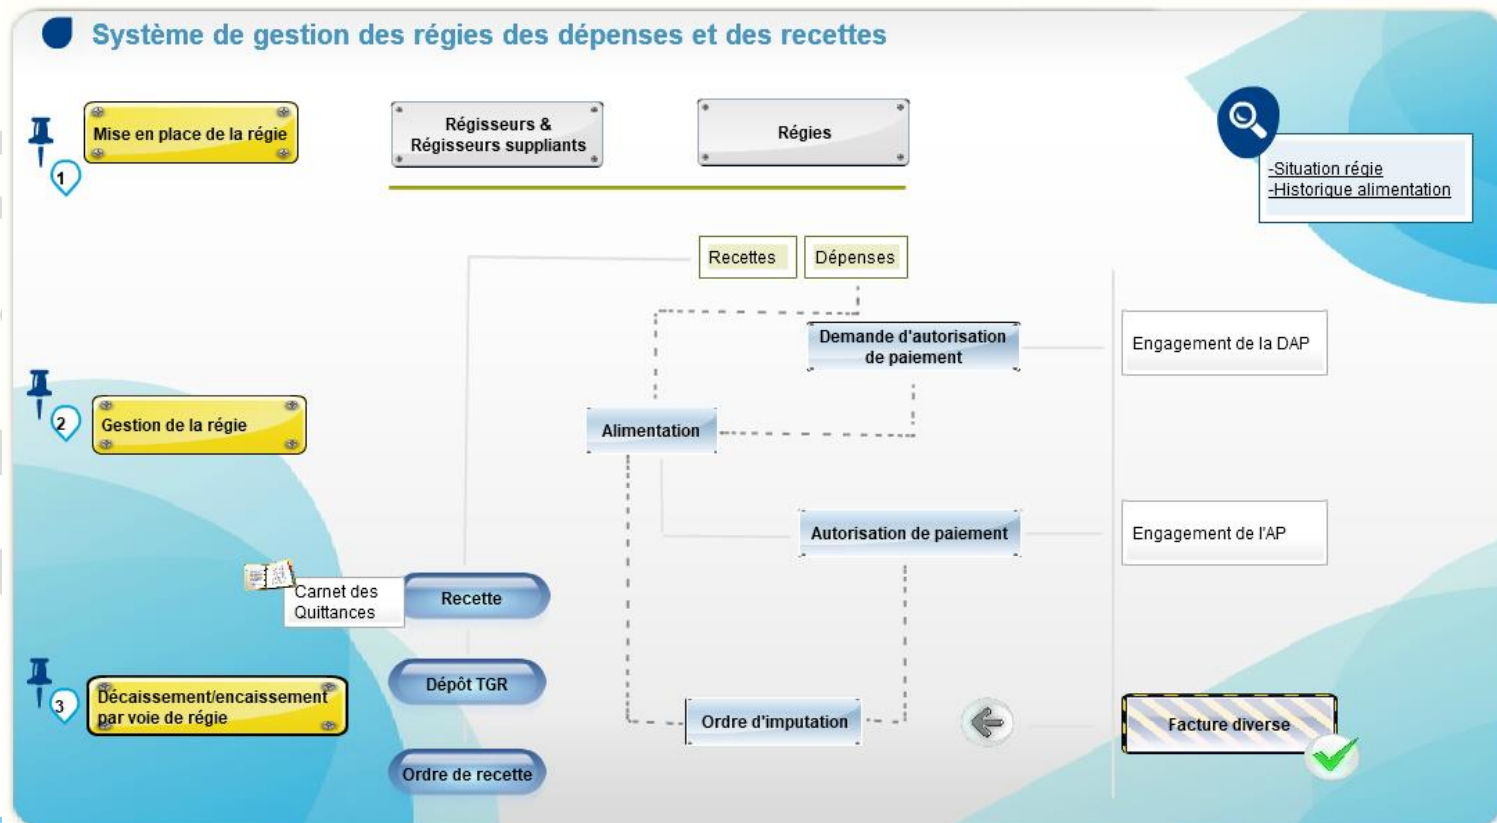 Système de gestion des régies des dépenses et des recettes
Mise en place de la régie
Régisseurs &
Régisseurs suppliants
Régies
1
-Situation régie
-Historique alimentation
Recettes
Dépenses
Demande d'autorisation
de paiement
Engagement de la DAP
2
Gestion de la régie
Alimentation
Autorisation de paiement
Engagement de l'AP
Carnet des
Quittances
Recette
3
Décaissement/encaissement
par voie de régie
Dépôt TGR
Ordre d'imputation
Facture diverse
Ordre de recette